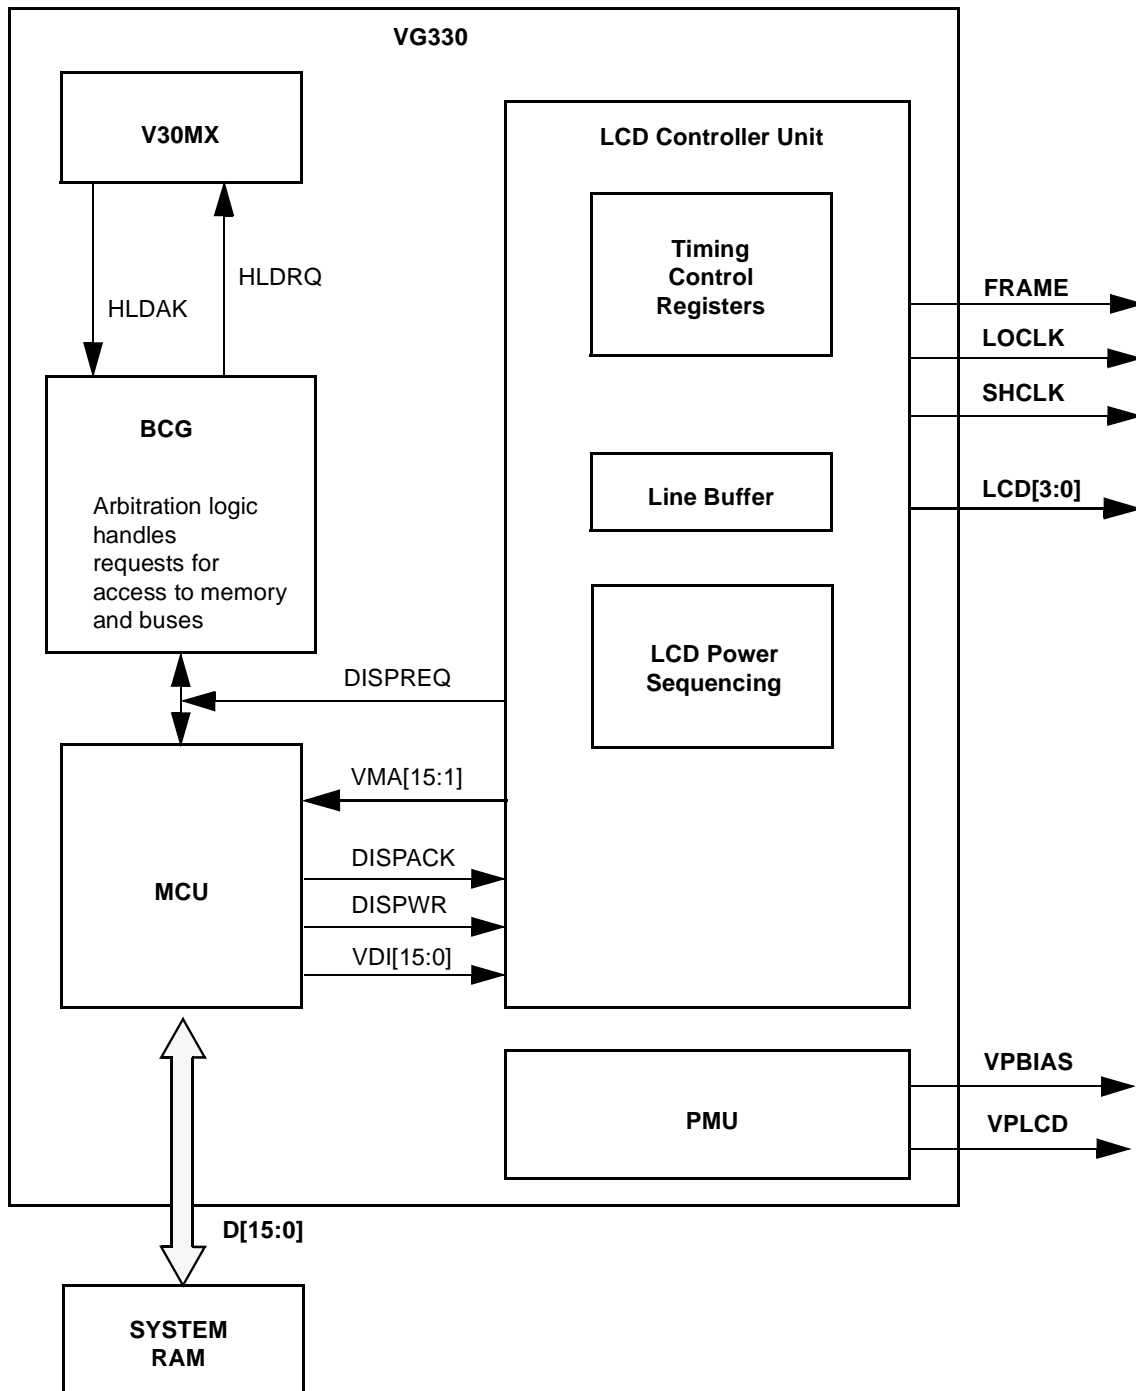 VG330
V30MX
HLDAK
HLDRQ
BCG
Arbitration logic
handles
requests for
access to memory
and buses
DISPREQ
VMA[15:1]
DISPACK
DISPWR
VDI[15:0]
MCU
LCD Controller Unit
Timing
Control
Registers
Line Buffer
LCD Power
Sequencing
FRAME
LOCLK
SHCLK
LCD[3:0]
PMU
VPBIAS
VPLCD
D[15:0]
SYSTEM
RAM